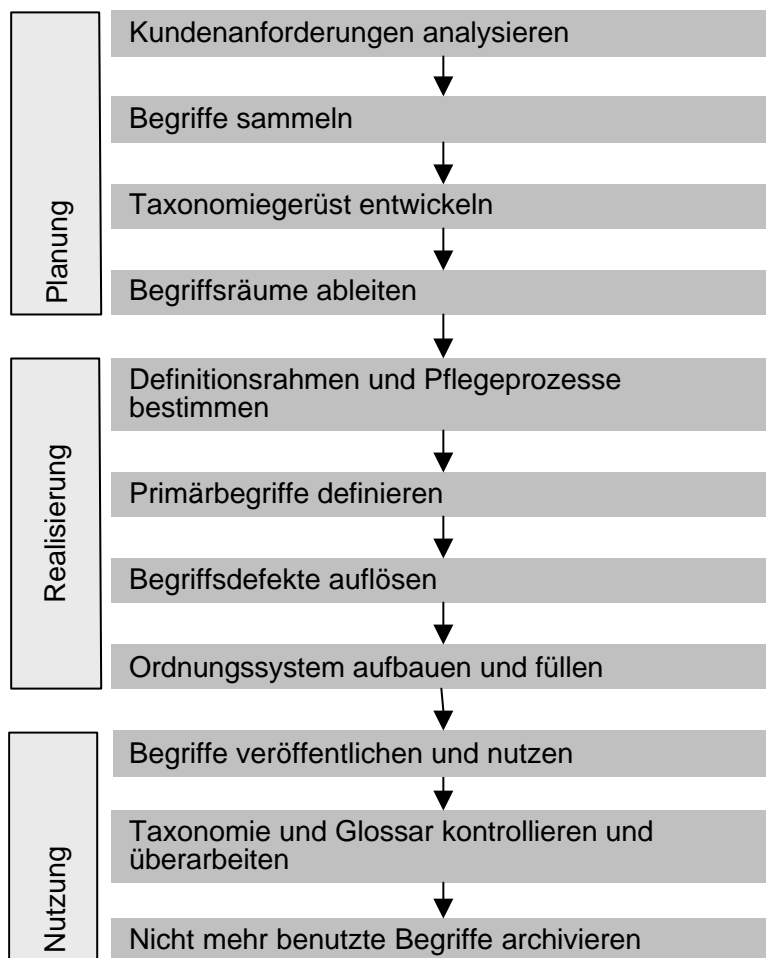 Planung
Kundenanforderungen analysieren
Begriffe sammeln
Taxonomiegerüst entwickeln
Begriffsräume ableiten
Realisierung
Definitionsrahmen und Pflegeprozesse
bestimmen
Primärbegriffe definieren
Begriffsdefekte auflösen
Ordnungssystem aufbauen und füllen
Nutzung
Begriffe veröffentlichen und nutzen
Taxonomie und Glossar kontrollieren und
überarbeiten
Nicht mehr benutzte Begriffe archivieren